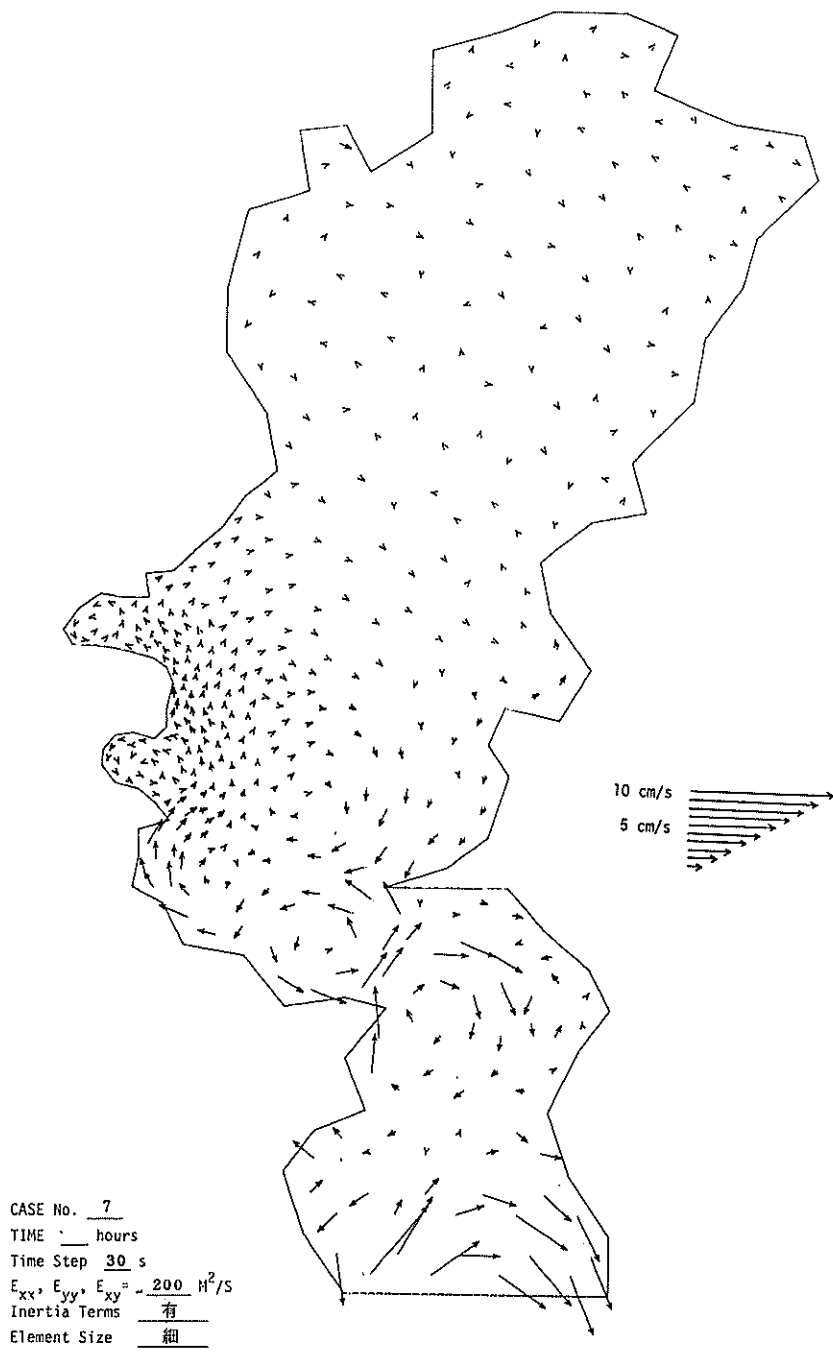 10 cm/s
5 cm/s
CASE No. 7
TIME hours
Time Step 30 s
Exx, Eyy, Exy= 200 M²/S
Inertia Terms 有
Element Size 細